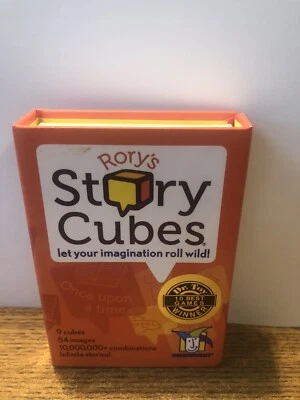 Rory's
Story
Cubes
let your imagination roll wild!
Once upon
a time...
Dr. Toy
10 BEST
GAMES
WINNER
9 cubes
54 images
10,000,000+ combinations
Infinite stories!